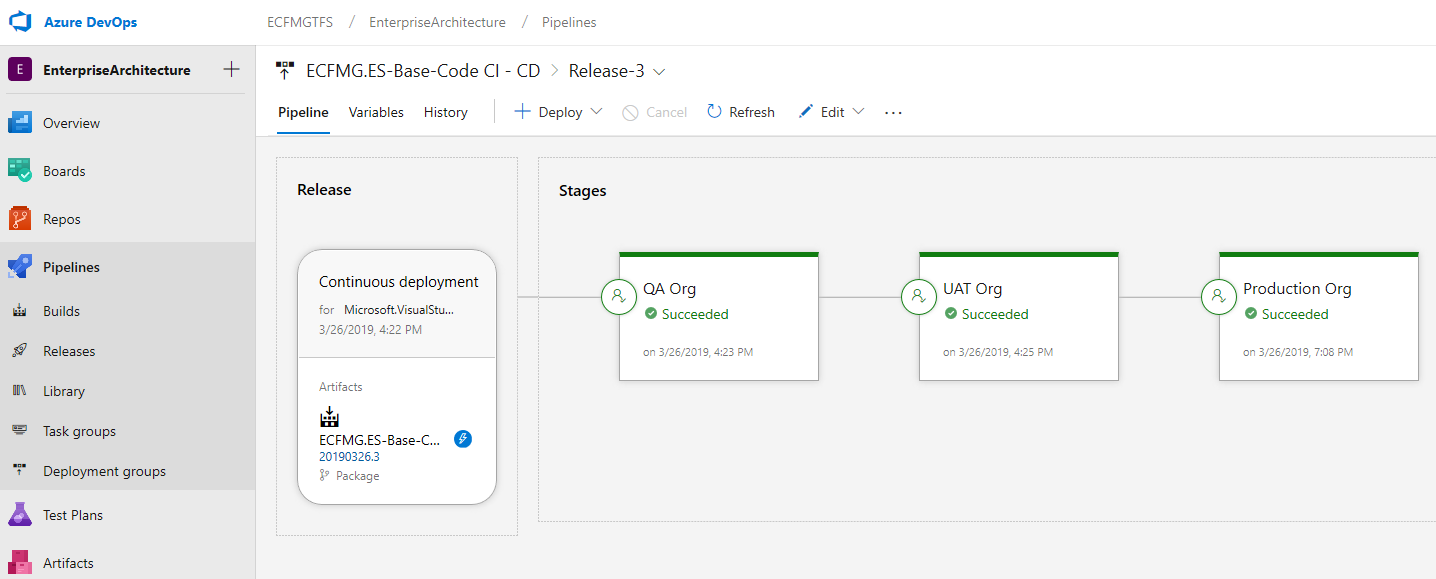 Azure DevOps
ECFMGTFS / EnterpriseArchitecture / Pipelines
E EnterpriseArchitecture
Overview
Boards
Repos
Pipelines
Builds
Releases
Library
Task groups
Deployment groups
Test Plans
Artifacts
ECFMG.ES-Base-Code CI - CD > Release-3
Pipeline Variables History Deploy Cancel Refresh Edit ...
Release
Continuous deployment
for Microsoft.VisualStu...
3/26/2019, 4:22 PM
Artifacts
ECFMG.ES-Base-C...
20190326.3
Package
Stages
QA Org
Succeeded
on 3/26/2019, 4:23 PM
UAT Org
Succeeded
on 3/26/2019, 4:25 PM
Production Org
Succeeded
on 3/26/2019, 7:08 PM